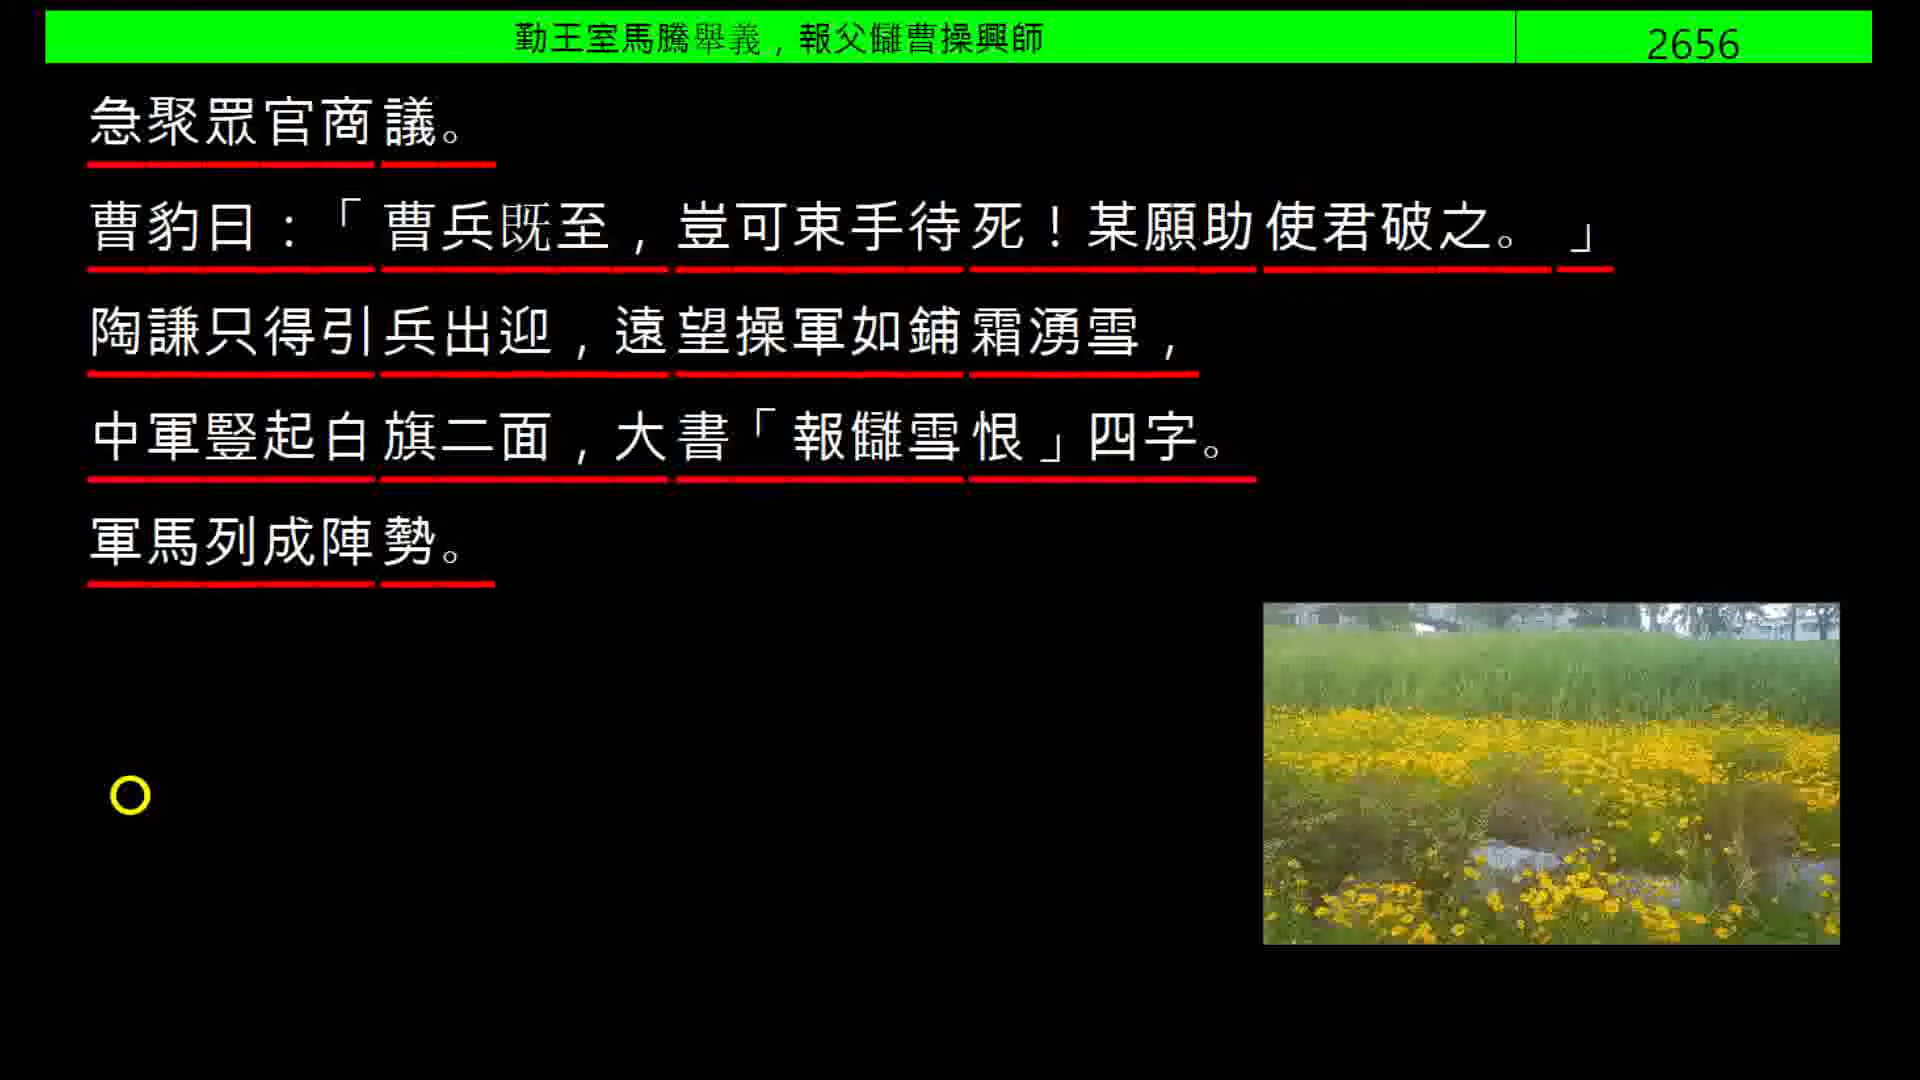 勤王室馬騰舉義，報父讎曹操興師
2656
急聚眾官商議。
曹豹曰：「曹兵既至，豈可束手待死！某願助使君破之。」
陶謙只得引兵出迎，遠望操軍如鋪霜湧雪，
中軍豎起白旗二面，大書「報讎雪恨」四字。
軍馬列成陣勢。